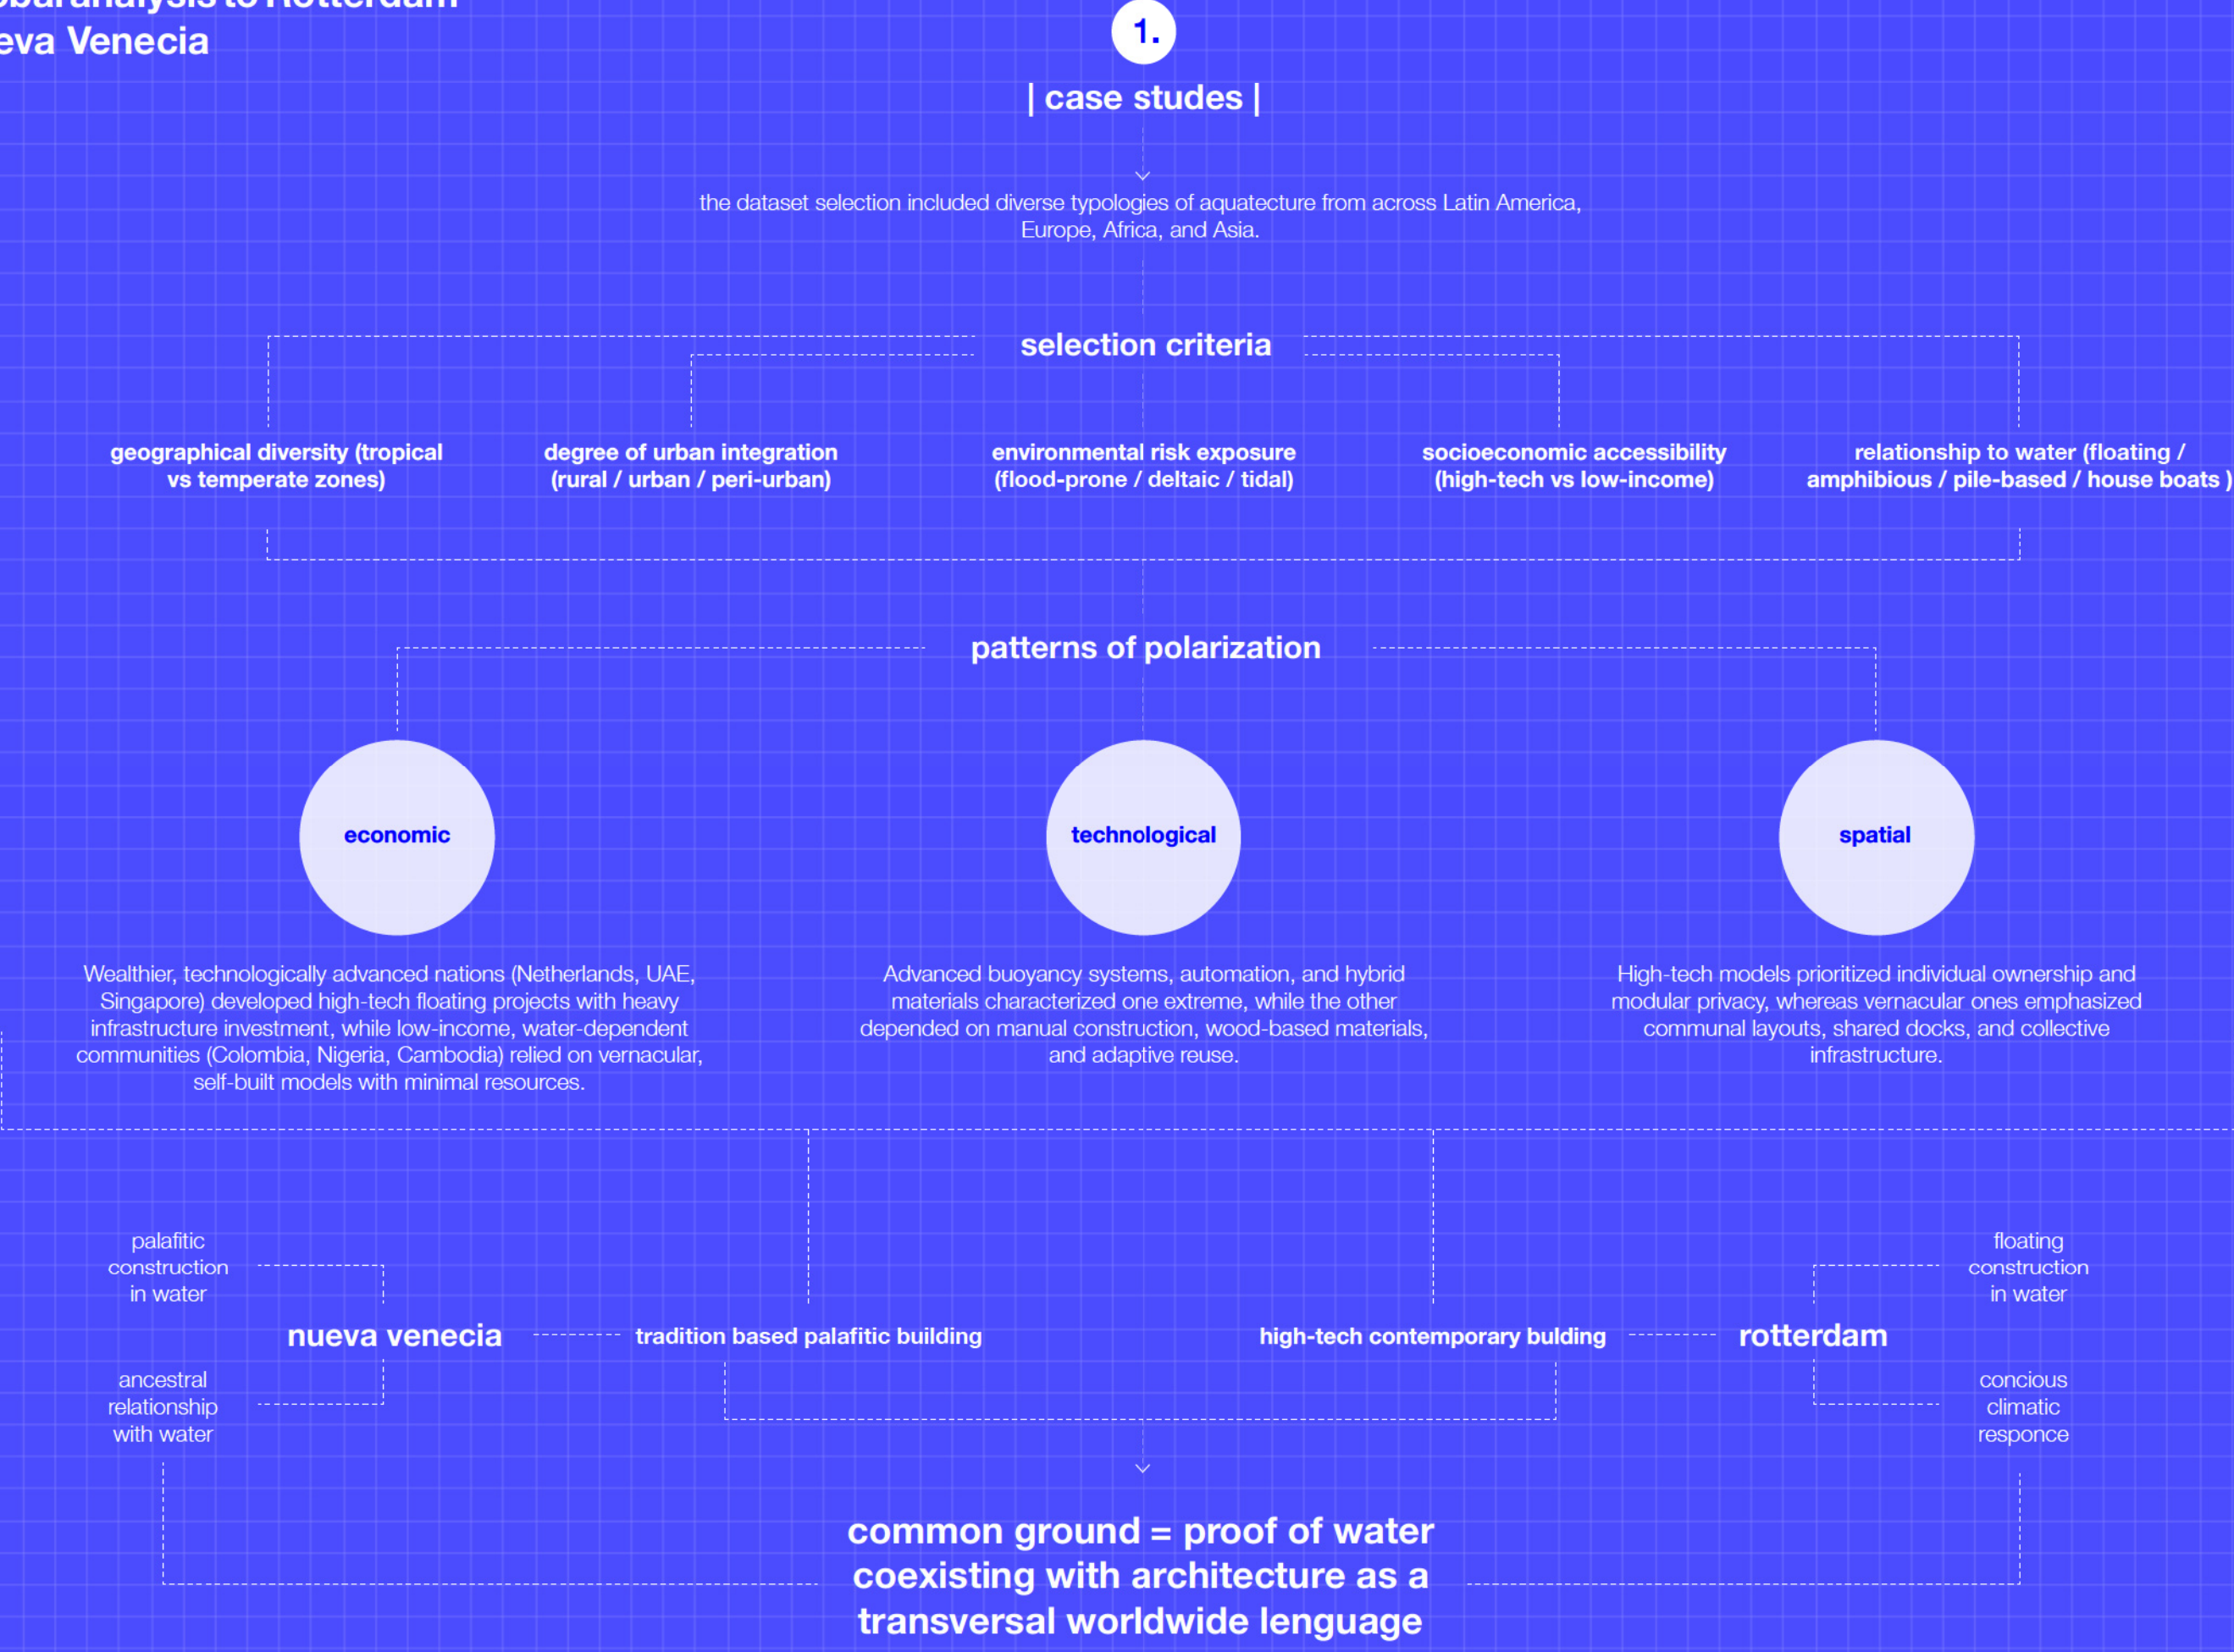 to Rotterdam
eva Venecia
1.
| case studes |
the dataset selection included diverse typologies of aquatecture from across Latin America,
Europe, Africa, and Asia.
selection criteria
geographical diversity (tropical
vs temperate zones)
degree of urban integration
(rural / urban / peri-urban)
environmental risk exposure
(flood-prone / deltaic / tidal)
socioeconomic accessibility
(high-tech vs low-income)
relationship to water (floating /
amphibious / pile-based / house boats )
patterns of polarization
economic
technological
spatial
Wealthier, technologically advanced nations (Netherlands, UAE,
Singapore) developed high-tech floating projects with heavy
infrastructure investment, while low-income, water-dependent
communities (Colombia, Nigeria, Cambodia) relied on vernacular,
self-built models with minimal resources.
Advanced buoyancy systems, automation, and hybrid
materials characterized one extreme, while the other
depended on manual construction, wood-based materials,
and adaptive reuse.
High-tech models prioritized individual ownership and
modular privacy, whereas vernacular ones emphasized
communal layouts, shared docks, and collective
infrastructure.
palafitic
construction
in water
nueva venecia
ancestral
relationship
with water
tradition based palafitic building
high-tech contemporary bulding
rotterdam
floating
construction
in water
concious
climatic
responce
common ground = proof of water
coexisting with architecture as a
transversal worldwide lenguage